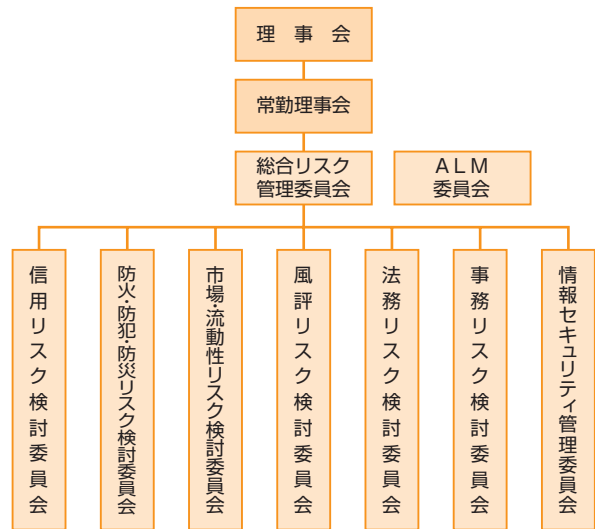 理事会
常勤理事会
総合リスク
管理委員会
ALM
委員会
信用リスク検討委員会
防火・防犯・防災リスク検討委員会
市場・流動性リスク検討委員会
風評リスク検討委員会
法務リスク検討委員会
事務リスク検討委員会
情報セキュリティ管理委員会